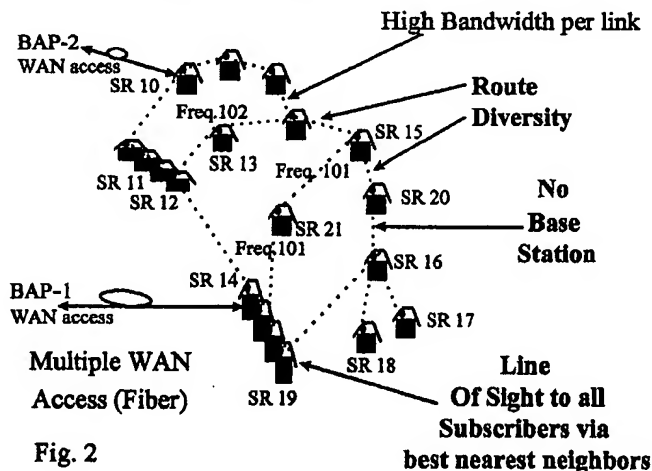 High Bandwidth per link
BAP-2
WAN access
SR 10
Route
Diversity
Freq.102
SR 13
SR 15
Freq. 101
SR 11
SR 12
SR 20
No
Base
Station
SR 21
Freq.101
SR 16
SR 14
BAP-1
WAN access
SR 17
SR 18
Multiple WAN
Access (Fiber)
SR 19
Line
Of Sight to all
Subscribers via
best nearest neighbors
Fig. 2